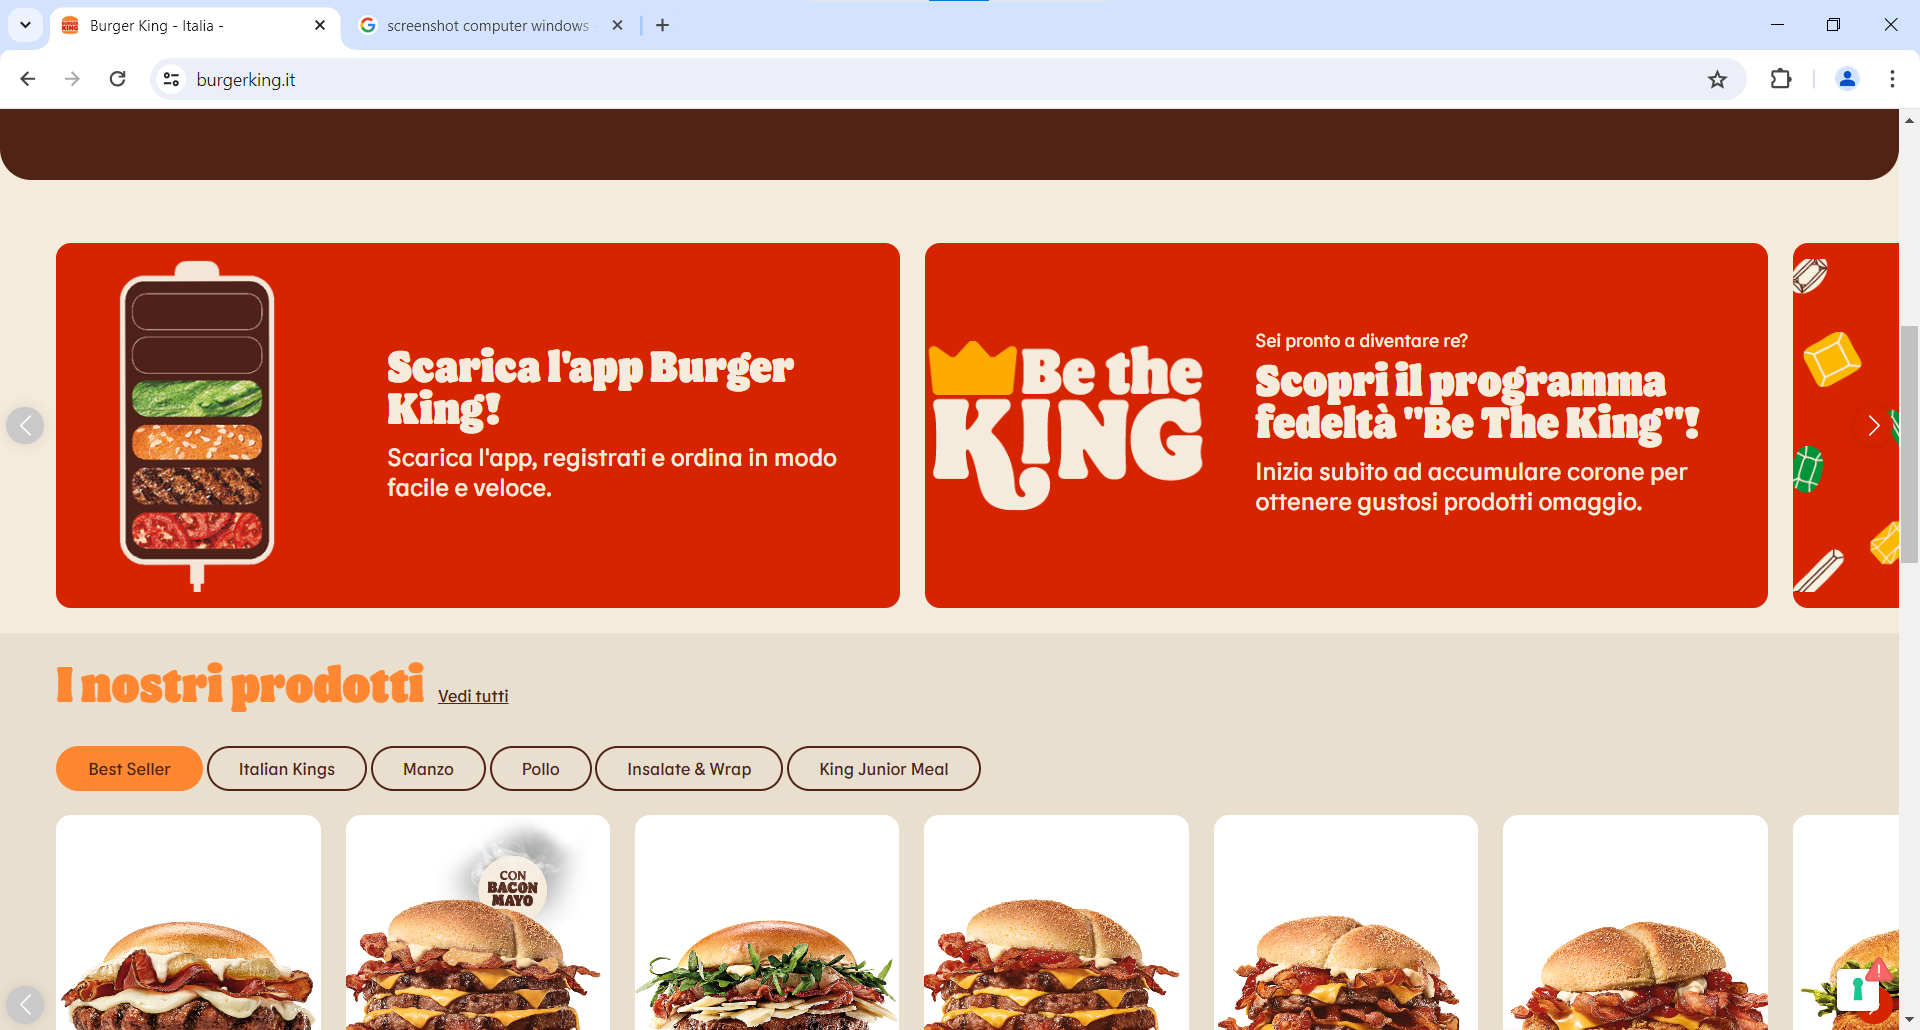 Burger King - Italia -
screenshot computer windows
burgerking.it
Scarica l'app Burger
King!
Scarica l'app, registrati e ordina in modo
facile e veloce.
Be the
KING
Sei pronto a diventare re?
Scopri il programma
fedeltà "Be The King"!
Inizia subito ad accumulare corone per
ottenere gustosi prodotti omaggio.
I nostri prodotti
Vedi tutti
Best Seller
Italian Kings
Manzo
Pollo
Insalate & Wrap
King Junior Meal
CON
BACON
MAYO